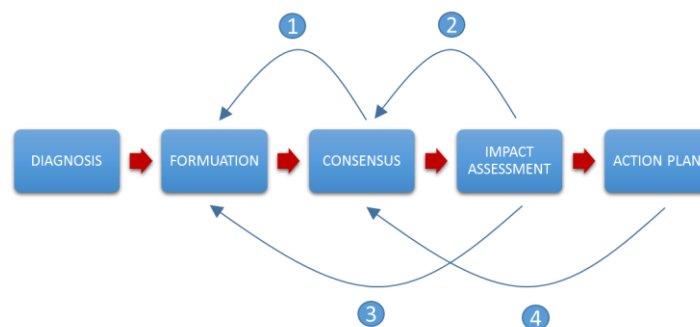 1
2
DIAGNOSIS
FORMUATION
CONSENSUS
IMPACT
ASSESSMENT
ACTION PLAN
3
4